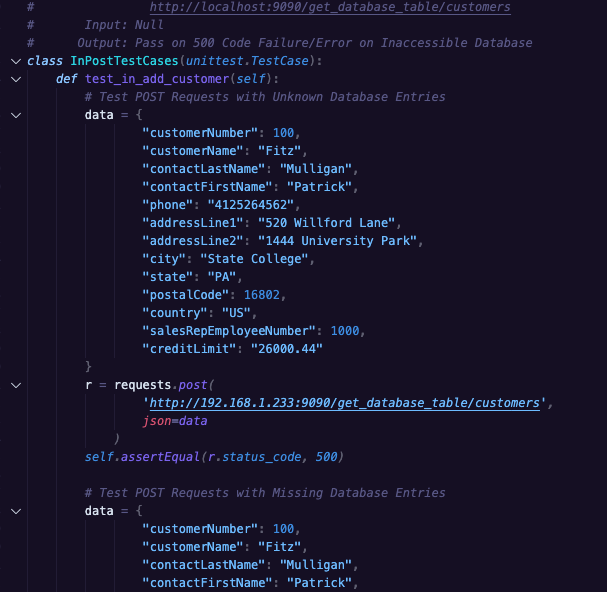 # http://localhost:9090/get_database_table/customers
# Input: Null
# Output: Pass on 500 Code Failure/Error on Inaccessible Database
class InPostTestCases(unittest.TestCase):
def test_in_add_customer(self):
# Test POST Requests with Unknown Database Entries
data = {
"customerNumber": 100,
"customerName": "Fitz",
"contactLastName": "Mulligan",
"contactFirstName": "Patrick",
"phone": "4125264562",
"addressLine1": "520 Willford Lane",
"addressLine2": "1444 University Park",
"city": "State College",
"state": "PA",
"postalCode": 16802,
"country": "US",
"salesRepEmployeeNumber": 1000,
"creditLimit": "26000.44"
}
r = requests.post(
'http://192.168.1.233:9090/get_database_table/customers',
json=data
)
self.assertEqual(r.status_code, 500)
# Test POST Requests with Missing Database Entries
data = {
"customerNumber": 100,
"customerName": "Fitz",
"contactLastName": "Mulligan",
"contactFirstName": "Patrick",